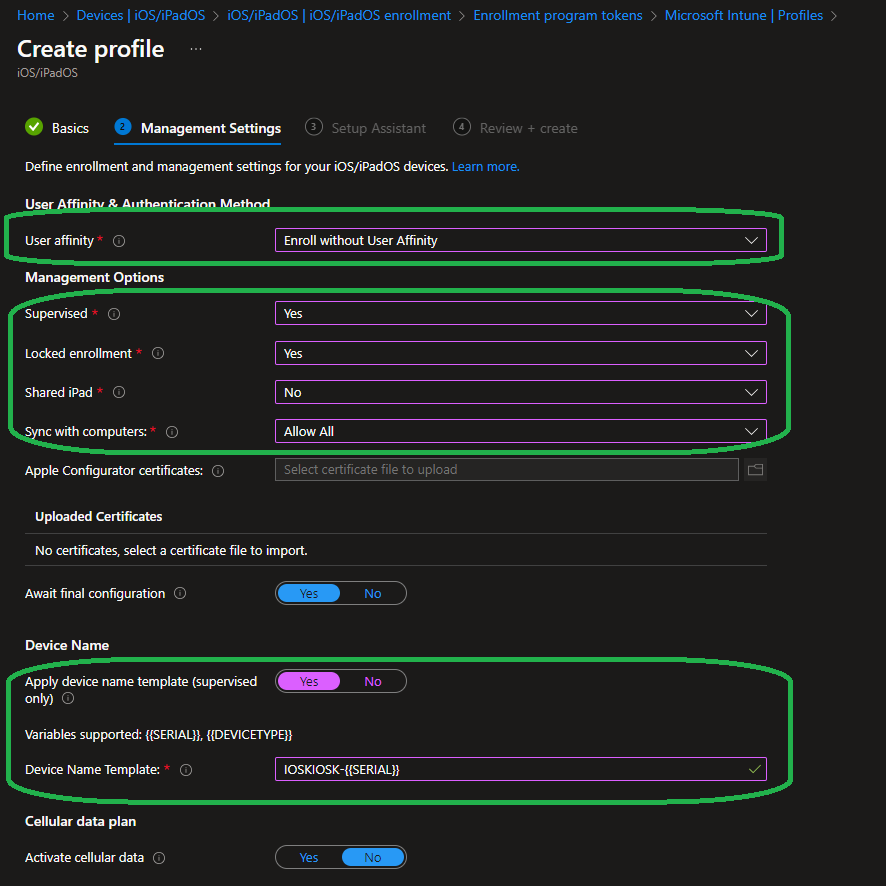 Home > Devices | iOS/iPadOS > iOS/iPadOS | iOS/iPadOS enrollment > Enrollment program tokens > Microsoft Intune | Profiles >
Create profile ...
iOS/iPadOS
Basics 2 Management Settings 3 Setup Assistant 4 Review + create
Define enrollment and management settings for your iOS/iPadOS devices. Learn more.
User Affinity & Authentication Method
User affinity * Enroll without User Affinity
Management Options
Supervised * Yes
Locked enrollment * Yes
Shared iPad * No
Sync with computers: * Allow All
Apple Configurator certificates: Select certificate file to upload
Uploaded Certificates
No certificates, select a certificate file to import.
Await final configuration Yes No
Device Name
Apply device name template (supervised Yes No
only)
Variables supported: {{SERIAL}}, {{DEVICETYPE}}
Device Name Template: * IOSKIOSK-{{SERIAL}}
Cellular data plan
Activate cellular data Yes No